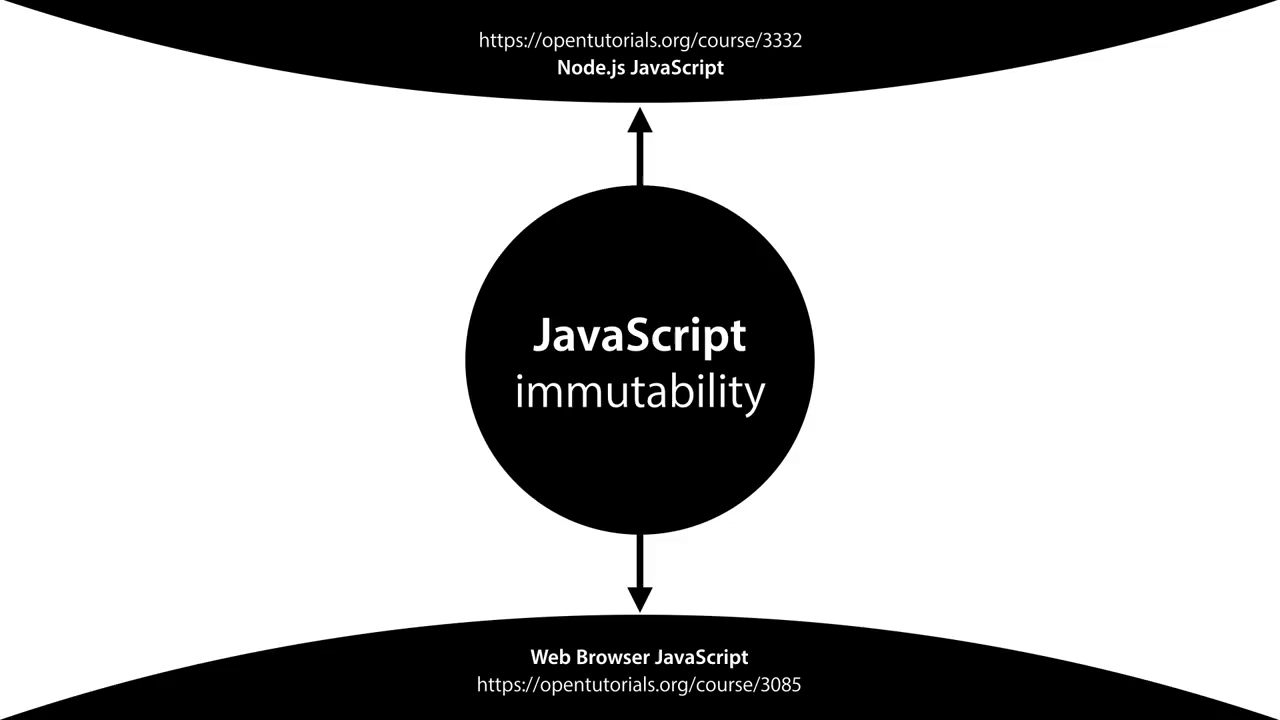 https://opentutorials.org/course/3332
Node.js JavaScript
JavaScript
immutability
Web Browser JavaScript
https://opentutorials.org/course/3085